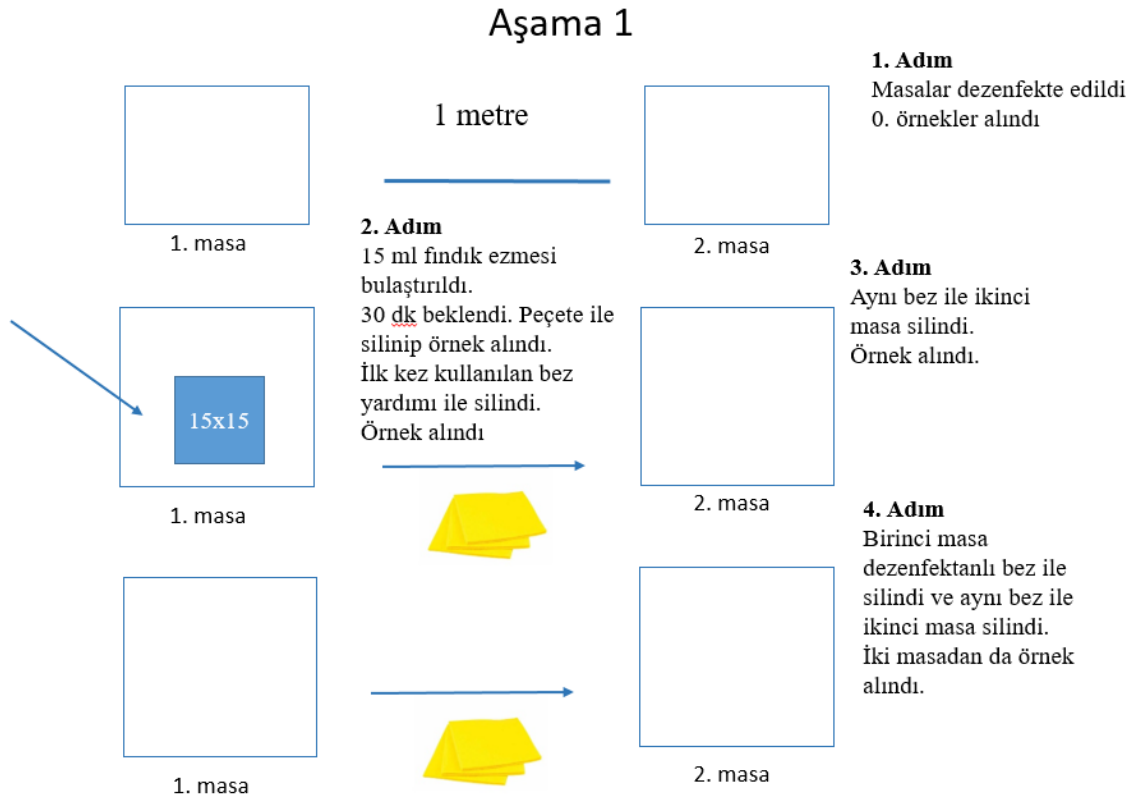 Aşama 1
1. Adım
Masalar dezenfekte edildi
0. örnekler alındı
1 metre
1. masa
2. masa
2. Adım
15 ml fındık ezmesi
bulaştırıldı.
30 dk beklendi. Peçete ile
silinip örnek alındı.
İlk kez kullanılan bez
yardımı ile silindi.
Örnek alındı
3. Adım
Aynı bez ile ikinci
masa silindi.
Örnek alındı.
15x15
1. masa
2. masa
4. Adım
Birinci masa
dezenfektanlı bez ile
silindi ve aynı bez ile
ikinci masa silindi.
İki masadan da örnek
alındı.
1. masa
2. masa